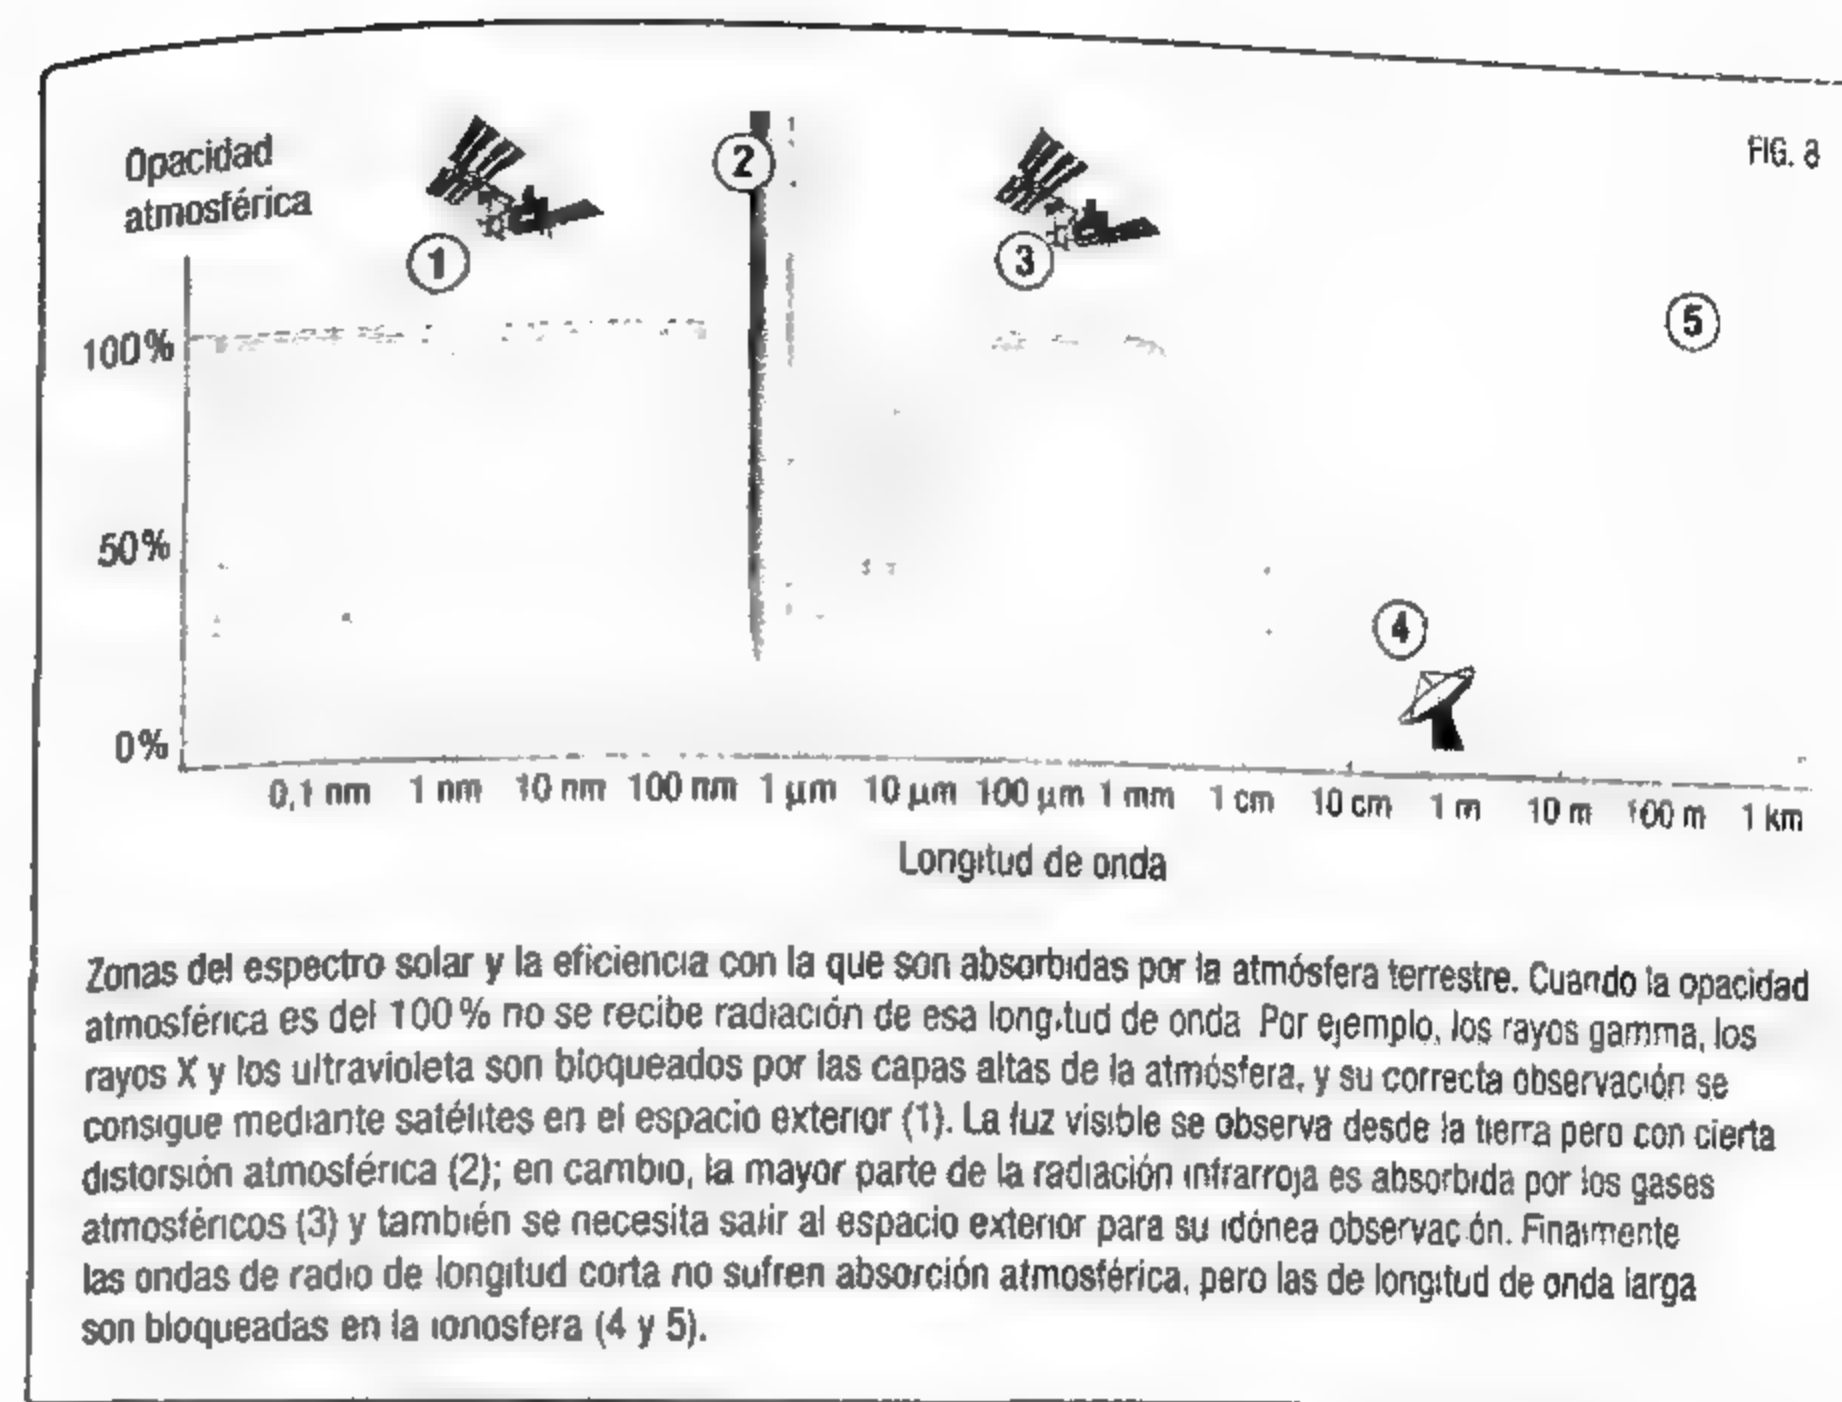 Opacidad
atmosférica
FIG. 8
1
2
3
5
100%
50%
4
0%
0,1 nm 1 nm 10 nm 100 nm 1 µm 10 µm 100 µm 1 mm 1 cm 10 cm 1 m 10 m 100 m 1 km
Longitud de onda
Zonas del espectro solar y la eficiencia con la que son absorbidas por la atmósfera terrestre. Cuando la opacidad
atmosférica es del 100% no se recibe radiación de esa longitud de onda. Por ejemplo, los rayos gamma, los
rayos X y los ultravioleta son bloqueados por las capas altas de la atmósfera, y su correcta observación se
consigue mediante satélites en el espacio exterior (1). La luz visible se observa desde la tierra pero con cierta
distorsión atmosférica (2); en cambio, la mayor parte de la radiación infrarroja es absorbida por los gases
atmosféricos (3) y también se necesita salir al espacio exterior para su idónea observación. Finalmente
las ondas de radio de longitud corta no sufren absorción atmosférica, pero las de longitud de onda larga
son bloqueadas en la ionosfera (4 y 5).